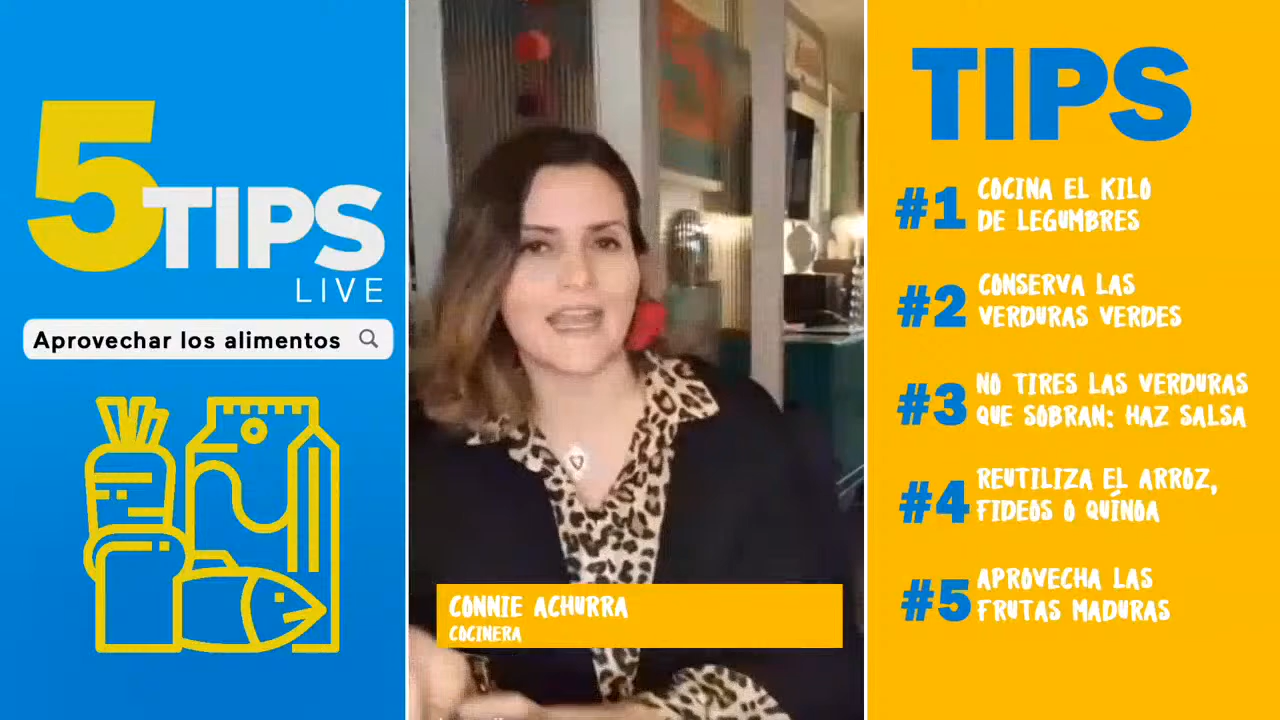 5TIPS
LIVE
Aprovechar los alimentos
CONNIE ACHURRA
COCINERA
TIPS
#1 COCINA EL KILO
DE LEGUMBRES
#2 CONSERVA LAS
VERDURAS VERDES
#3 NO TIRES LAS VERDURAS
QUE SOBRAN: HAZ SALSA
#4 REUTILIZA EL ARROZ,
FIDEOS O QUÍNOA
#5 APROVECHA LAS
FRUTAS MADURAS